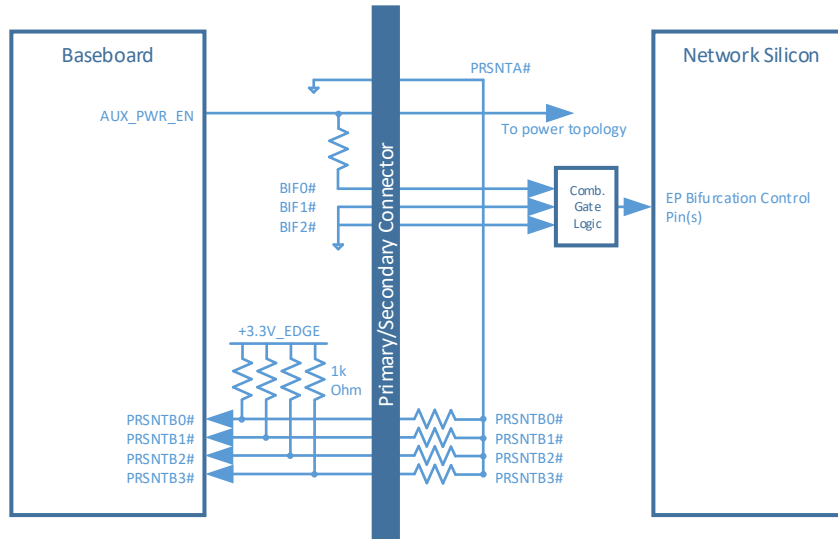 Baseboard
Network Silicon
PRSNTA#
AUX_PWR_EN
To power topology
BIF0#
BIF1#
BIF2#
Comb.
Gate
Logic
EP Bifurcation Control
Pin(s)
Primary/Secondary Connector
+3.3V_EDGE
1k
Ohm
PRSNTB0#
PRSNTB1#
PRSNTB2#
PRSNTB3#
PRSNTB0#
PRSNTB1#
PRSNTB2#
PRSNTB3#